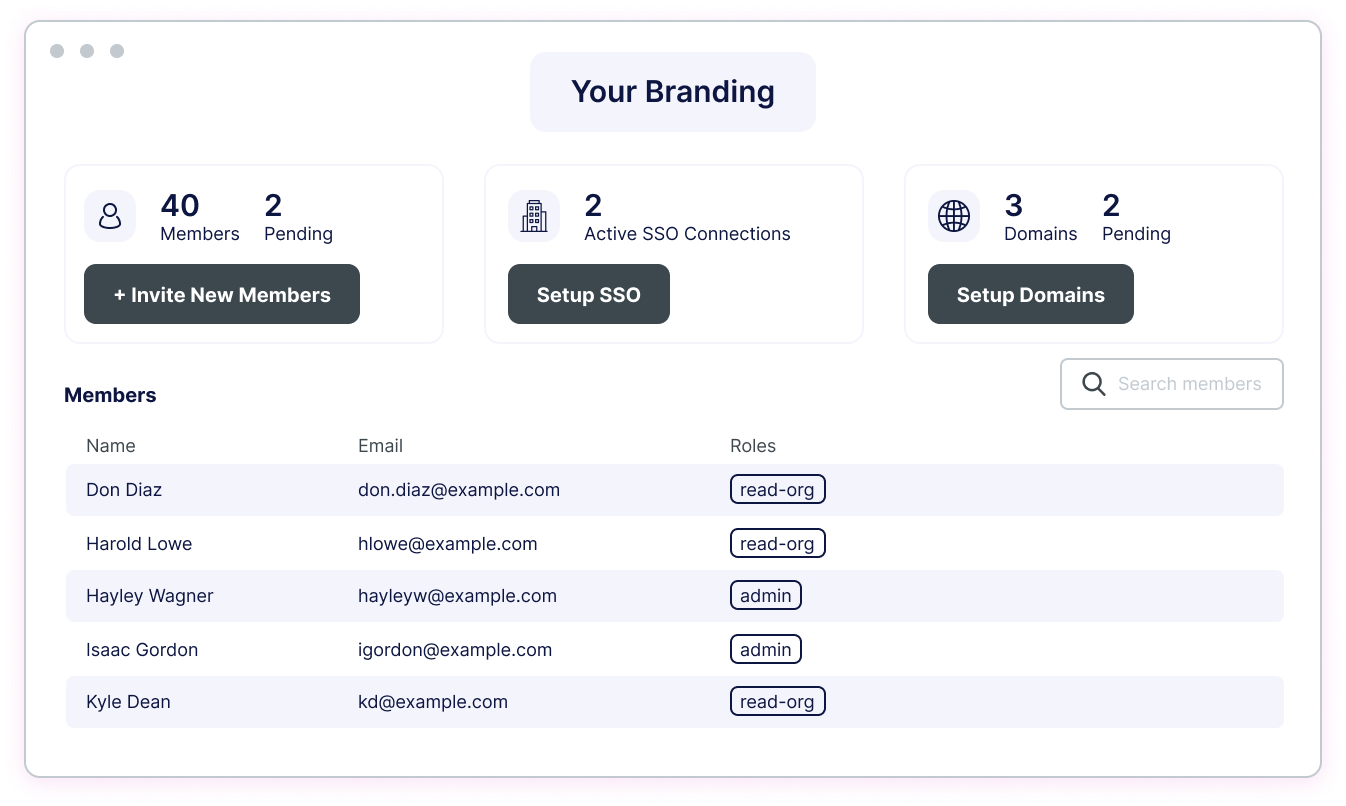 Your Branding
40 2
Members Pending
+ Invite New Members
2
Active SSO Connections
Setup SSO
3 2
Domains Pending
Setup Domains
Members
Search members
Name Email Roles
Don Diaz don.diaz@example.com read-org
Harold Lowe hlowe@example.com read-org
Hayley Wagner hayleyw@example.com admin
Isaac Gordon igordon@example.com admin
Kyle Dean kd@example.com read-org